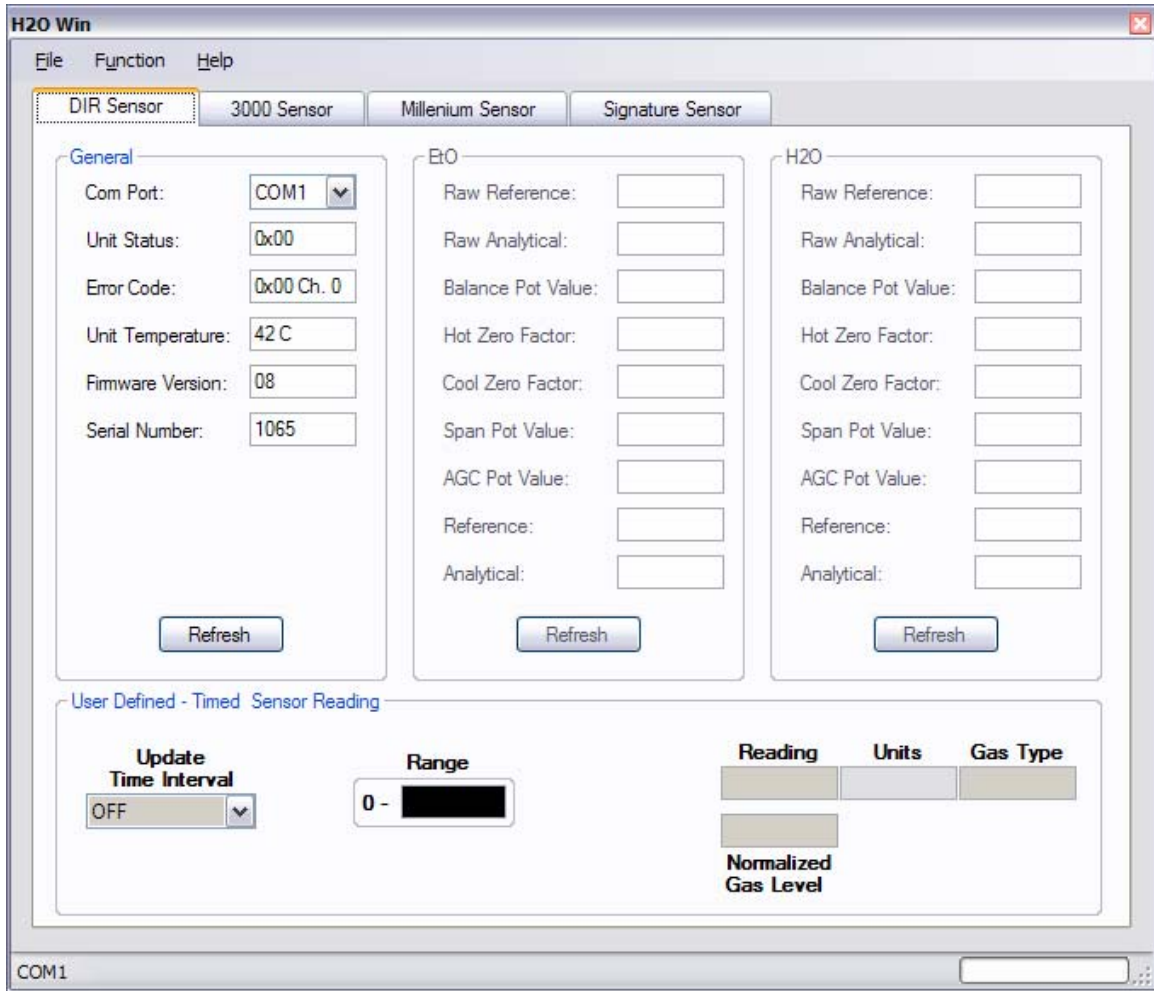 H2O Win
File Function Help
DIR Sensor 3000 Sensor Millenium Sensor Signature Sensor
General
Com Port: COM1
Unit Status: 0x00
Error Code: 0x00 Ch. 0
Unit Temperature: 42 C
Firmware Version: 08
Serial Number: 1065
Refresh
EtO
Raw Reference:
Raw Analytical:
Balance Pot Value:
Hot Zero Factor:
Cool Zero Factor:
Span Pot Value:
AGC Pot Value:
Reference:
Analytical:
Refresh
H2O
Raw Reference:
Raw Analytical:
Balance Pot Value:
Hot Zero Factor:
Cool Zero Factor:
Span Pot Value:
AGC Pot Value:
Reference:
Analytical:
Refresh
User Defined - Timed Sensor Reading
Update
Time Interval
OFF
Range
0 -
Reading Units Gas Type
Normalized
Gas Level
COM1